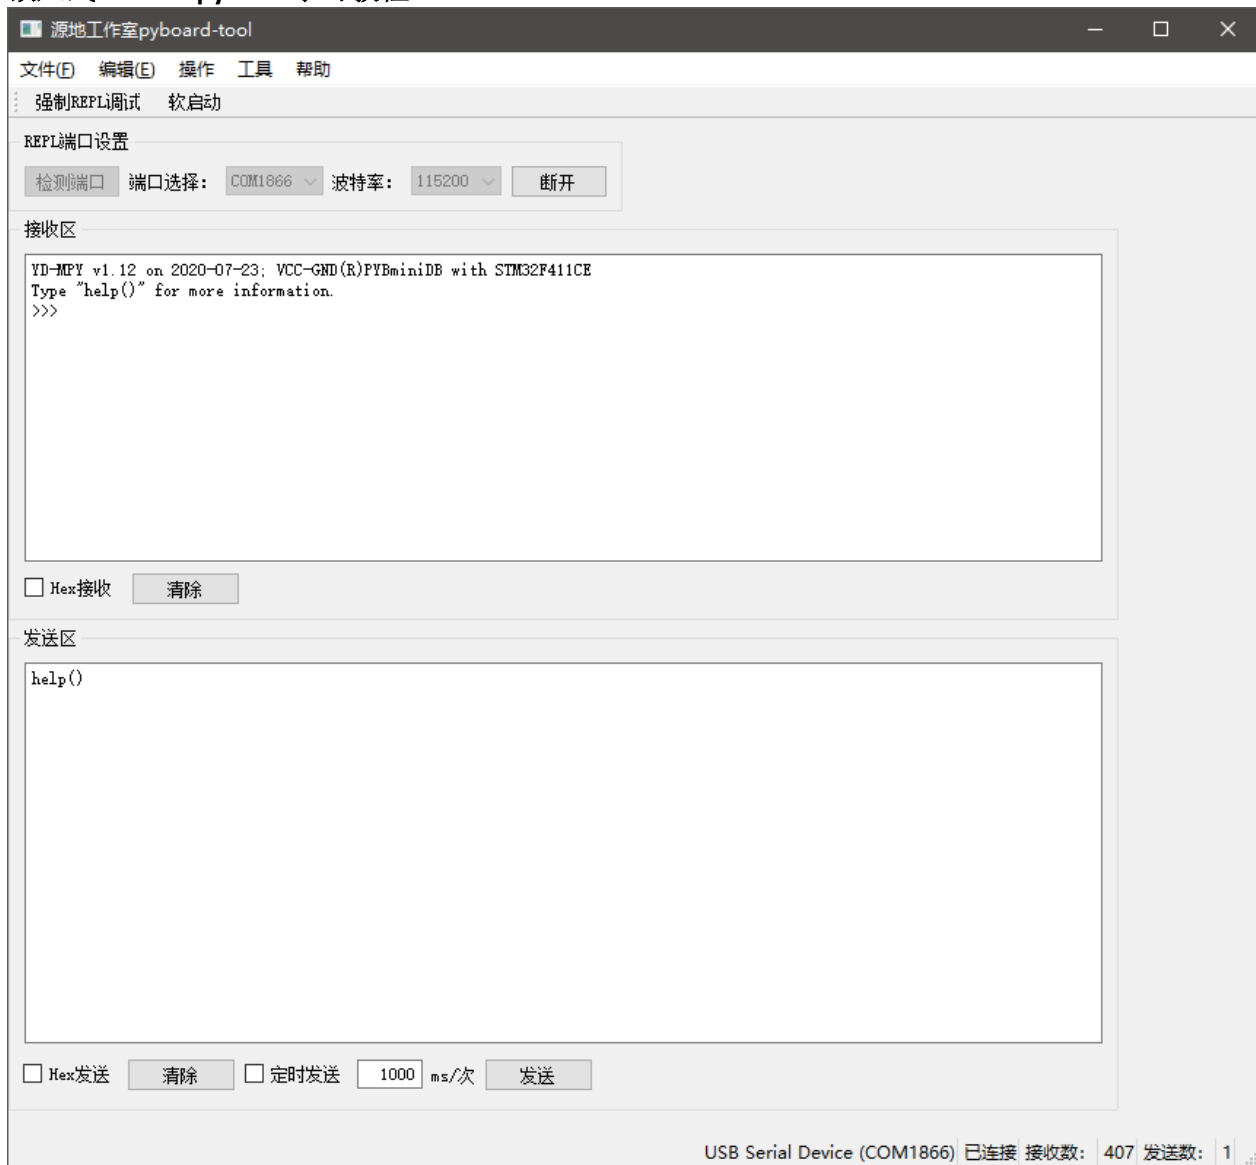 源地工作室pyboard-tool
文件(F) 编辑(E) 操作 工具 帮助
强制REPL调试 软启动
REPL端口设置
检测端口 端口选择： COM1866 波特率： 115200 断开
接收区
YD-MPY v1.12 on 2020-07-23; VCC-GND(R)PYBminiDB with STM32F411CE
Type "help()" for more information.
>>>
Hex接收 清除
发送区
help()
Hex发送 清除 定时发送 1000 ms/次 发送
USB Serial Device (COM1866) 已连接 接收数： 407 发送数： 1